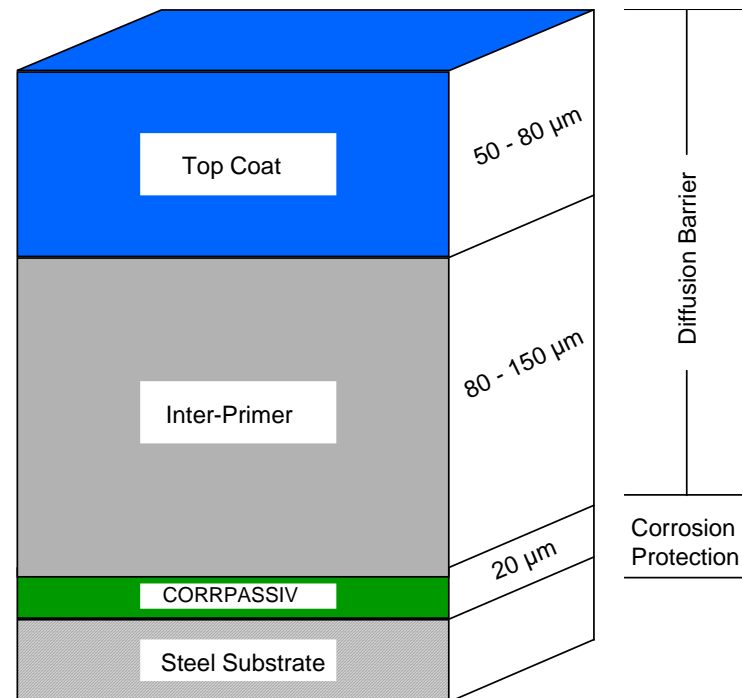 Top Coat
50 - 80 µm
Diffusion Barrier
Inter-Primer
80 - 150 µm
Corrosion
Protection
CORRPASSIV
20 µm
Steel Substrate